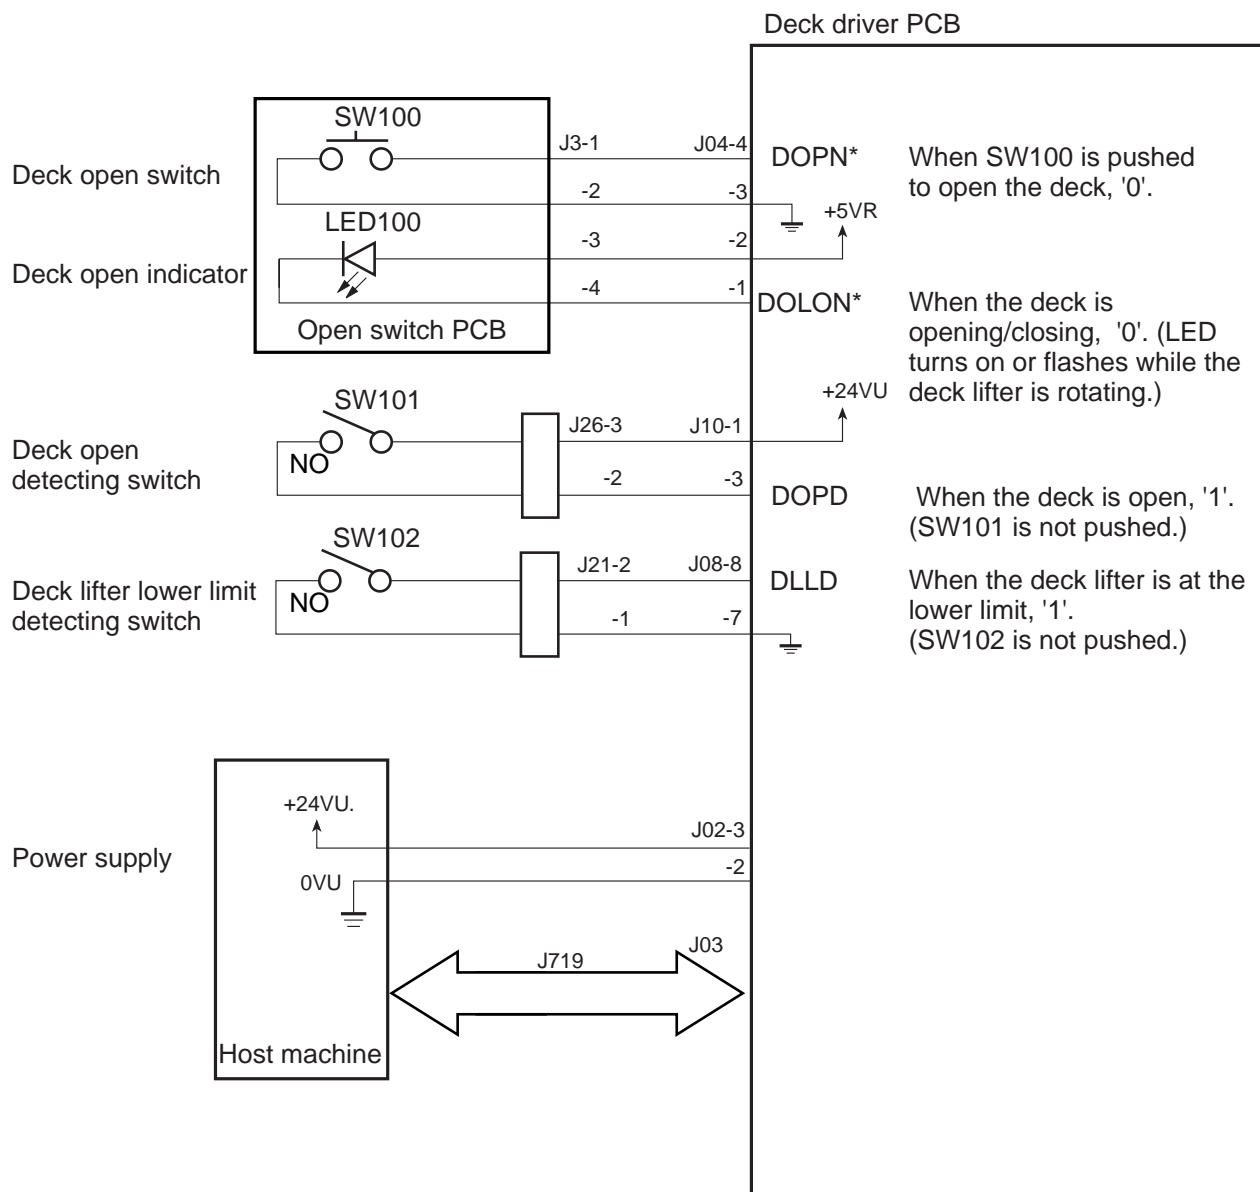 Deck driver PCB
SW100
J3-1
J04-4
DOPN*
When SW100 is pushed
to open the deck, '0'.
Deck open switch
-2
-3
+5VR
LED100
-3
-2
Deck open indicator
-4
-1
DOLON*
When the deck is
opening/closing, '0'. (LED
turns on or flashes while the
deck lifter is rotating.)
Open switch PCB
+24VU
SW101
J26-3
J10-1
NO
Deck open
detecting switch
-2
-3
DOPD
When the deck is open, '1'.
(SW101 is not pushed.)
SW102
J21-2
J08-8
DLLD
When the deck lifter is at the
lower limit, '1'.
(SW102 is not pushed.)
NO
Deck lifter lower limit
detecting switch
-1
-7
+24VU.
J02-3
Power supply
-2
0VU
J719
J03
Host machine